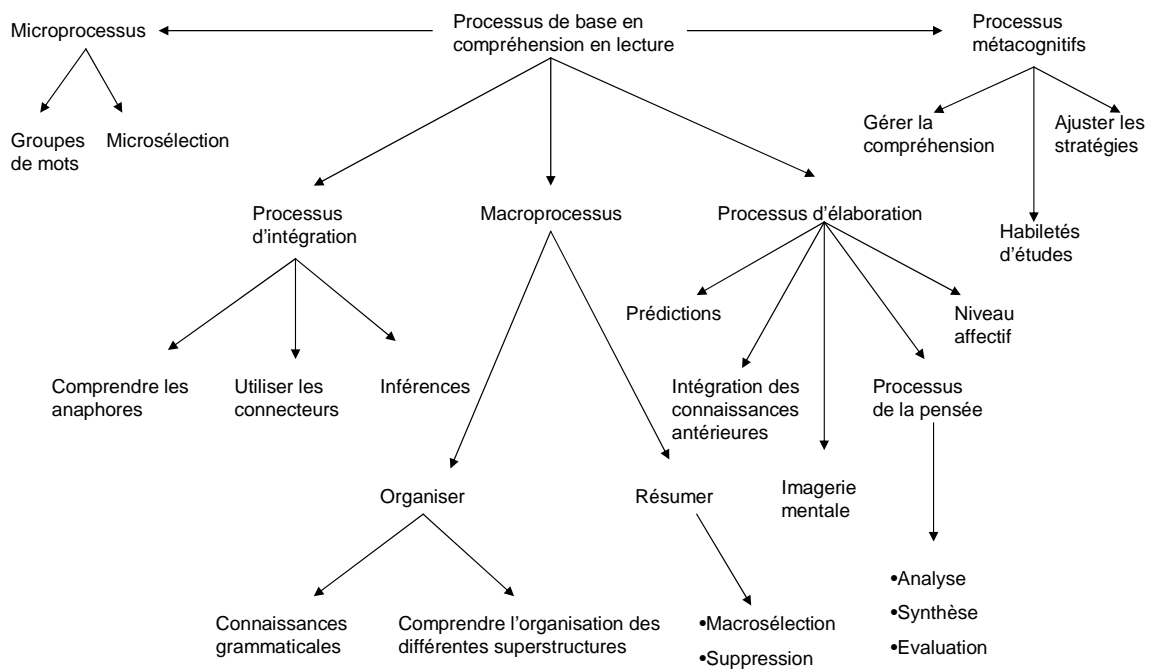 Processus de base en
compréhension en lecture
Microprocessus
Processus
métacognitifs
Groupes
de mots
Microsélection
Gérer la
compréhension
Ajuster les
stratégies
Habiletés
d'études
Processus
d'intégration
Macroprocessus
Processus d'élaboration
Comprendre les
anaphores
Utiliser les
connecteurs
Inférences
Prédictions
Niveau
affectif
Intégration des
connaissances
antérieures
Processus
de la pensée
Imagerie
mentale
Organiser
Résumer
Connaissances
grammaticales
Comprendre l'organisation des
différentes superstructures
•Macrosélection
•Suppression
•Analyse
•Synthèse
•Evaluation